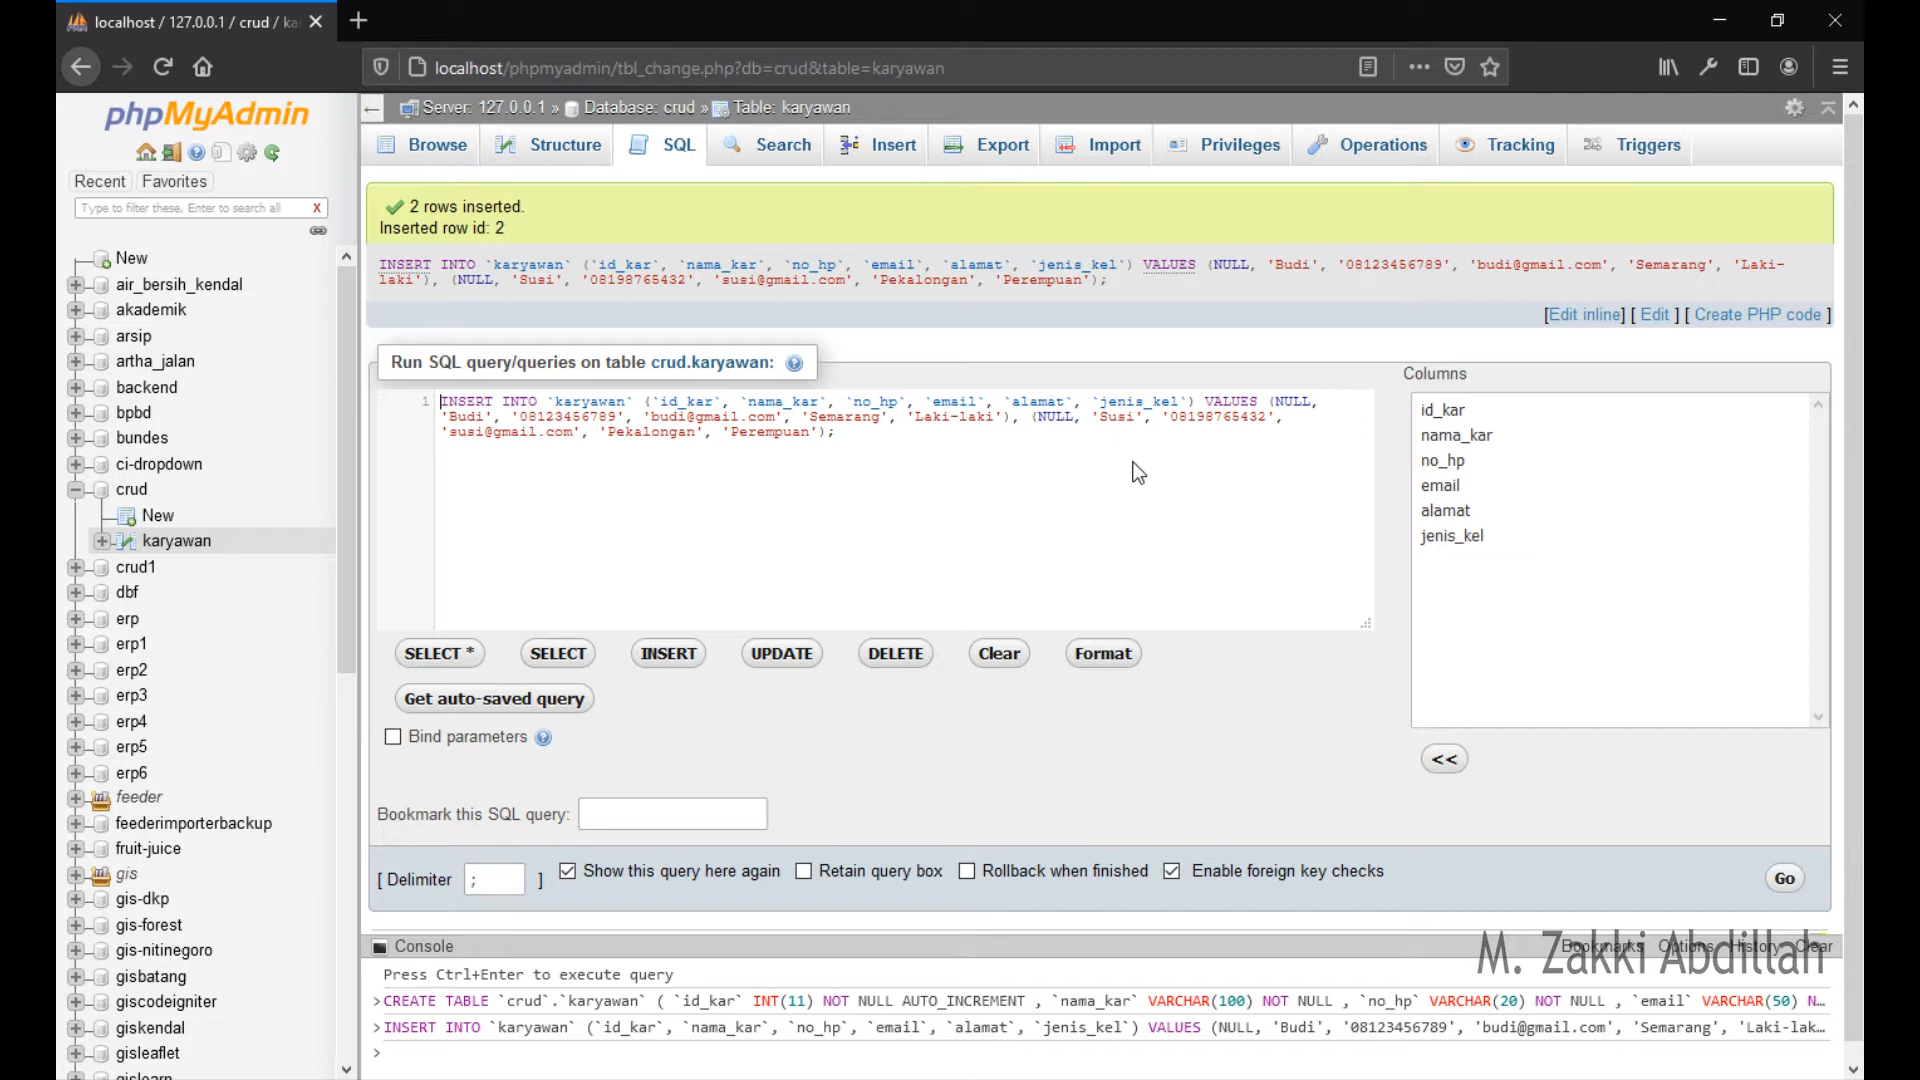 localhost / 127.0.0.1 / crud / ka
localhost/phpmyadmin/tbl_change.php?db=crud&table=karyawan
phpMyAdmin
Recent Favorites
Type to filter these, Enter to search all X
New
air_bersih_kendal
akademik
arsip
artha_jalan
backend
bpbd
bundes
ci-dropdown
crud
New
karyawan
crud1
dbf
erp
erp1
erp2
erp3
erp4
erp5
erp6
feeder
feederimporterbackup
fruit-juice
gis
gis-dkp
gis-forest
gis-nitinegoro
gisbatang
giscodeigniter
giskendal
gisleaflet
gislearn
Server: 127.0.0.1 » Database: crud » Table: karyawan
Browse Structure SQL Search Insert Export Import Privileges Operations Tracking Triggers
2 rows inserted.
Inserted row id: 2
INSERT INTO `karyawan` (`id_kar`, `nama_kar`, `no_hp`, `email`, `alamat`, `jenis_kel`) VALUES (NULL, 'Budi', '08123456789', 'budi@gmail.com', 'Semarang', 'Laki-
laki'), (NULL, 'Susi', '08198765432', 'susi@gmail.com', 'Pekalongan', 'Perempuan');
[Edit inline] [ Edit ] [ Create PHP code ]
Run SQL query/queries on table crud.karyawan:
1 INSERT INTO `karyawan` (`id_kar`, `nama_kar`, `no_hp`, `email`, `alamat`, `jenis_kel`) VALUES (NULL,
'Budi', '08123456789', 'budi@gmail.com', 'Semarang', 'Laki-laki'), (NULL, 'Susi', '08198765432',
'susi@gmail.com', 'Pekalongan', 'Perempuan');
Columns
id_kar
nama_kar
no_hp
email
alamat
jenis_kel
SELECT * SELECT INSERT UPDATE DELETE Clear Format
Get auto-saved query
Bind parameters
<<
Bookmark this SQL query:
[ Delimiter ; ] Show this query here again Retain query box Rollback when finished Enable foreign key checks
Go
Console
Bookmarks Options History Clear
M. Zakki Abdillah
Press Ctrl+Enter to execute query
>CREATE TABLE `crud`.`karyawan` ( `id_kar` INT(11) NOT NULL AUTO_INCREMENT , `nama_kar` VARCHAR(100) NOT NULL , `no_hp` VARCHAR(20) NOT NULL , `email` VARCHAR(50) N…
>INSERT INTO `karyawan` (`id_kar`, `nama_kar`, `no_hp`, `email`, `alamat`, `jenis_kel`) VALUES (NULL, 'Budi', '08123456789', 'budi@gmail.com', 'Semarang', 'Laki-lak…
>